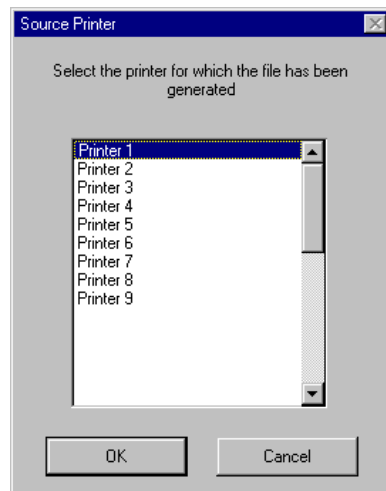 Source Printer
Select the printer for which the file has been
generated
Printer 1
Printer 2
Printer 3
Printer 4
Printer 5
Printer 6
Printer 7
Printer 8
Printer 9
OK
Cancel